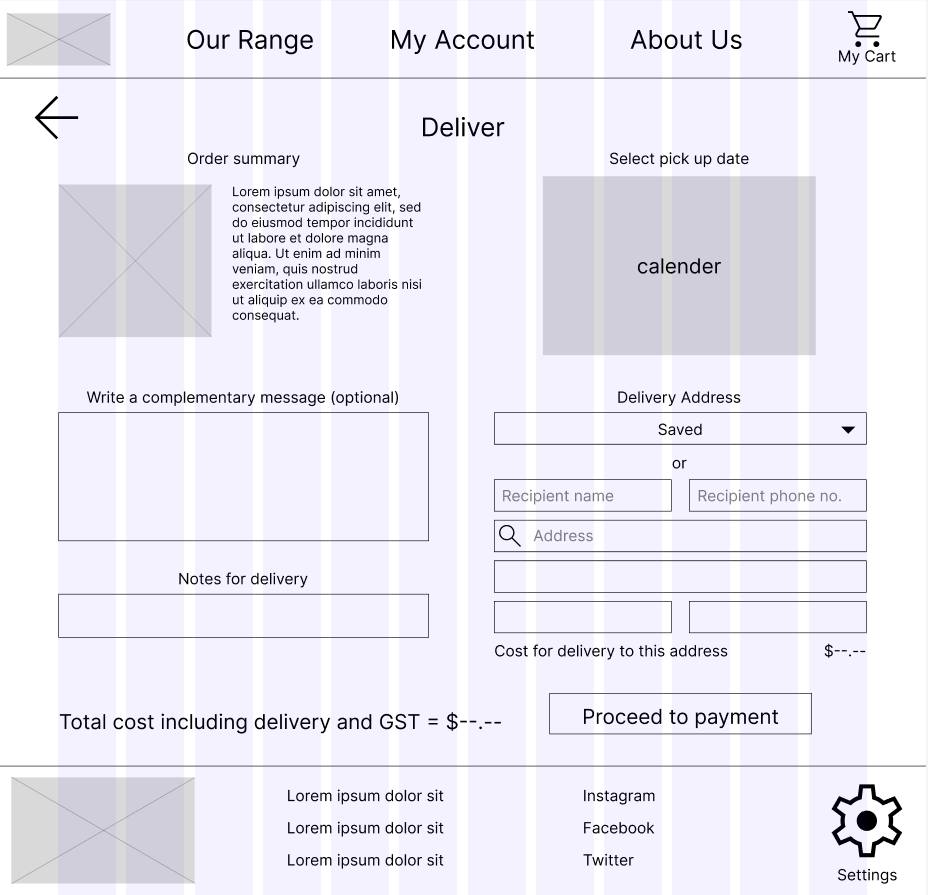 Our Range
My Account
About Us
My Cart
Deliver
Order summary
Lorem ipsum dolor sit amet,
consectetur adipiscing elit, sed
do eiusmod tempor incididunt
ut labore et dolore magna
aliqua. Ut enim ad minim
veniam, quis nostrud
exercitation ullamco laboris nisi
ut aliquip ex ea commodo
consequat.
Select pick up date
calender
Write a complementary message (optional)
Notes for delivery
Delivery Address
Saved
or
Recipient name
Recipient phone no.
Address
Cost for delivery to this address
$--.--
Total cost including delivery and GST = $--.--
Proceed to payment
Lorem ipsum dolor sit
Lorem ipsum dolor sit
Lorem ipsum dolor sit
Instagram
Facebook
Twitter
Settings